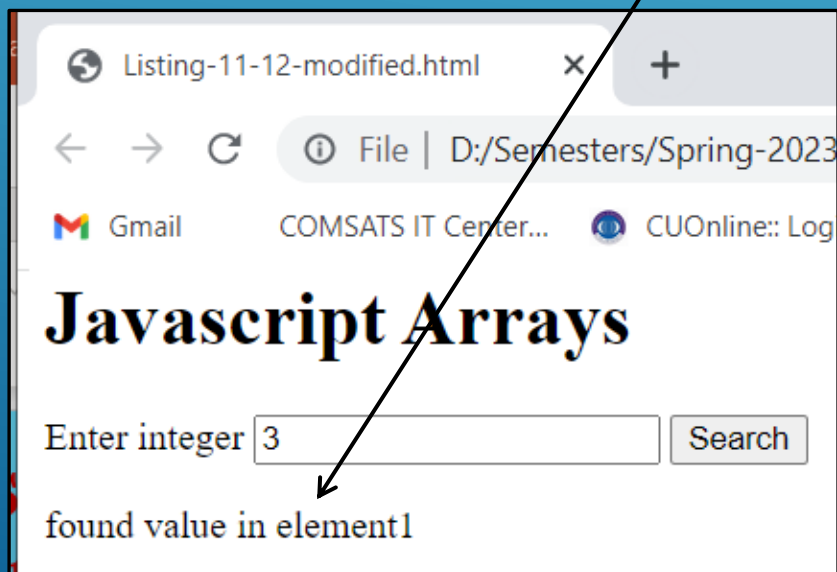 Listing-11-12-modified.html
File | D:/Semesters/Spring-2023
Gmail COMSATS IT Center... CUOnline:: Log
Javascript Arrays
Enter integer 3 Search
found value in element1